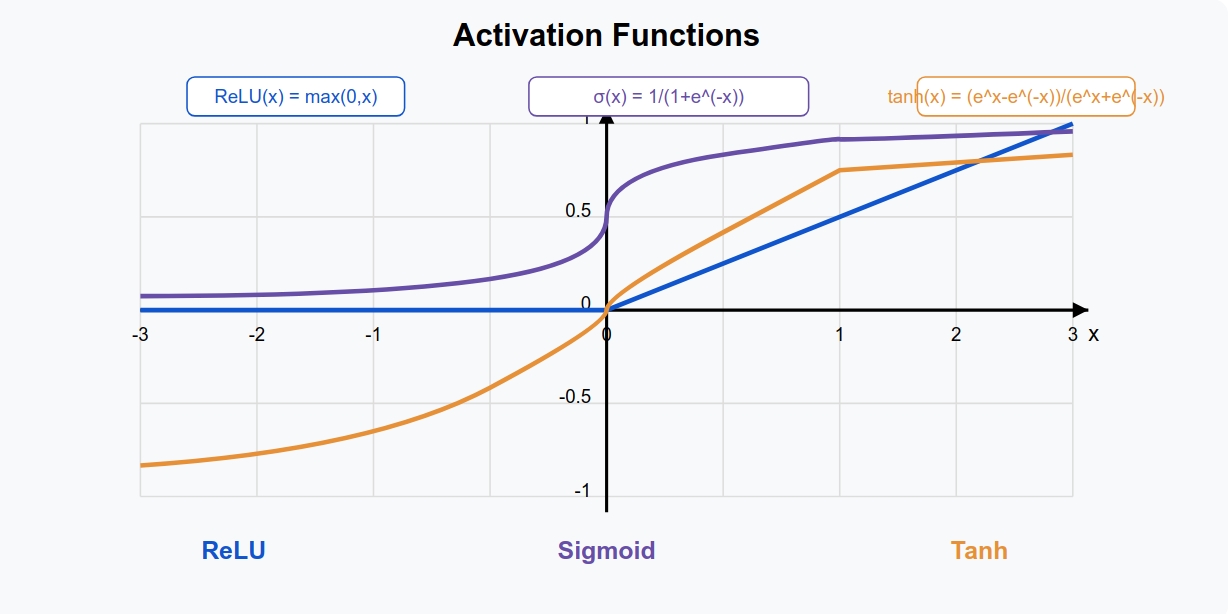 Activation Functions
ReLU(x) = max(0,x)
σ(x) = 1/(1+e^(-x))
tanh(x) = (e^x-e^(-x))/(e^x+e^(-x))
0.5
0
-3
-2
-1
0
1
2
3
x
-0.5
-1
ReLU
Sigmoid
Tanh